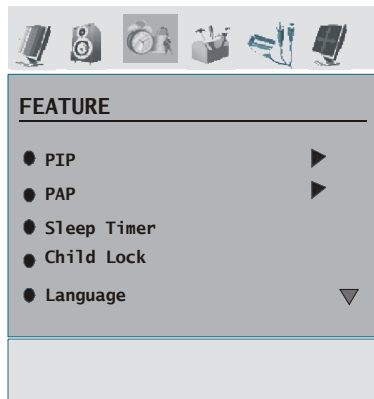 FEATURE
PIP
PAP
Sleep Timer
Child Lock
Language